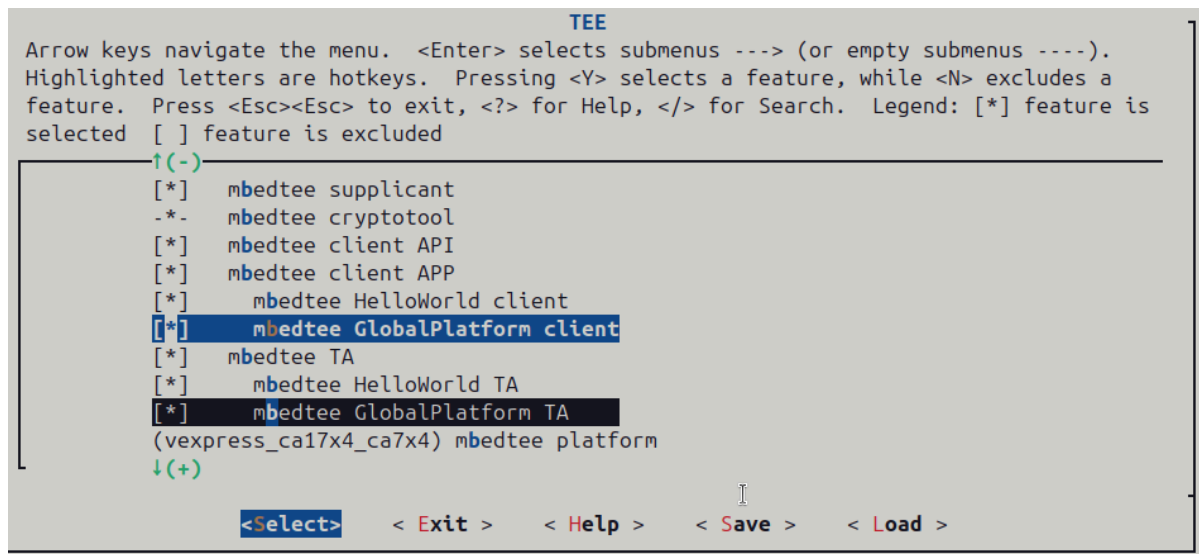 TEE
Arrow keys navigate the menu.  <Enter> selects submenus ---> (or empty submenus ----).
Highlighted letters are hotkeys.  Pressing <Y> selects a feature, while <N> excludes a
feature.  Press <Esc><Esc> to exit, <?> for Help, </> for Search.  Legend: [*] feature is
selected  [ ] feature is excluded
↑(-)
[*]   mbedtee supplicant
-*-   mbedtee cryptotool
[*]   mbedtee client API
[*]   mbedtee client APP
[*]     mbedtee HelloWorld client
[*]     mbedtee GlobalPlatform client
[*]   mbedtee TA
[*]     mbedtee HelloWorld TA
[*]     mbedtee GlobalPlatform TA
(vexpress_ca17x4_ca7x4) mbedtee platform
↓(+)
<Select>    < Exit >    < Help >    < Save >    < Load >